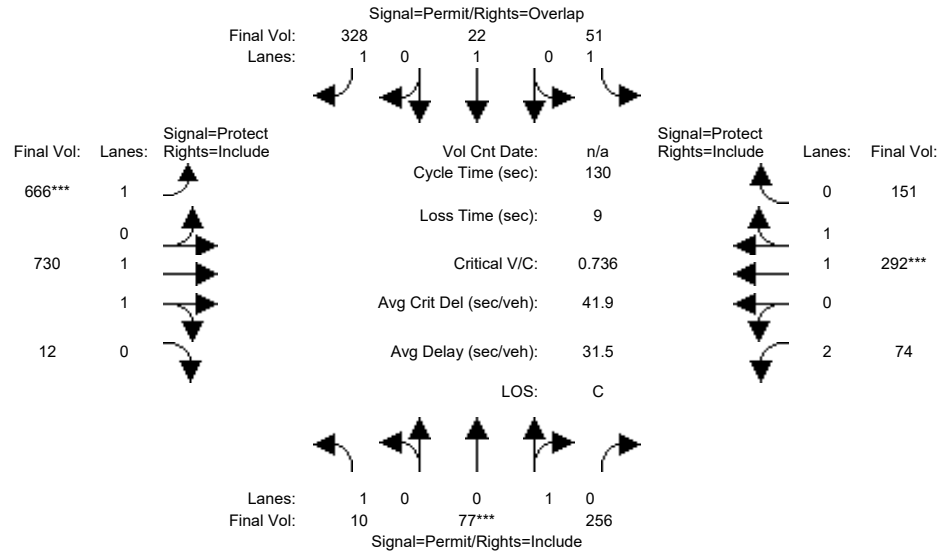 Signal=Permit/Rights=Overlap
Final Vol: 328 22 51
Lanes: 1 0 1 0 1
Signal=Protect Signal=Protect
Final Vol: Lanes: Rights=Include Vol Cnt Date: n/a Rights=Include Lanes: Final Vol:
Cycle Time (sec): 130
666*** 1 0 151
Loss Time (sec): 9
0 1
730 1 Critical V/C: 0.736 1 292***
1 Avg Crit Del (sec/veh): 41.9 0
12 0 Avg Delay (sec/veh): 31.5 2 74
LOS: C
Lanes: 1 0 0 1 0
Final Vol: 10 77*** 256
Signal=Permit/Rights=Include